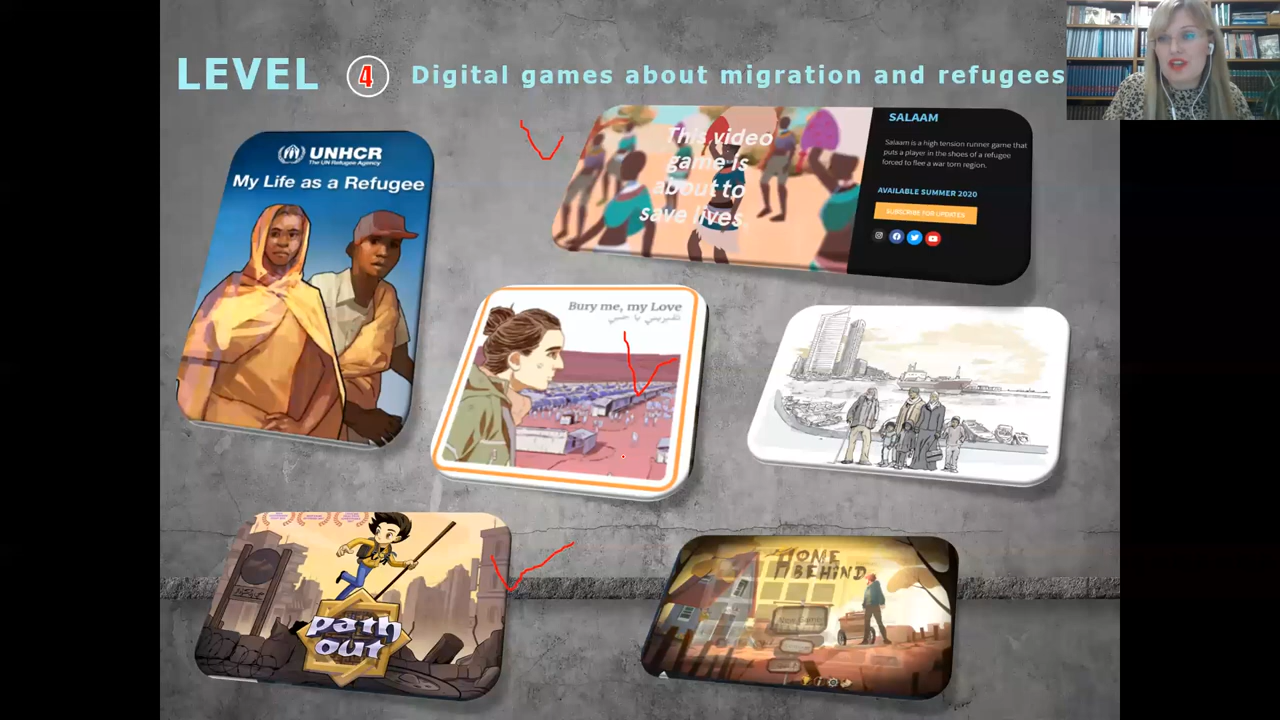 LEVEL 4 Digital games about migration and refugees
UNHCR
The UN Refugee Agency
My Life as a Refugee
This video
game is
about to
save lives.
SALAAM
Salaam is a high tension runner game that
puts a player in the shoes of a refugee
forced to flee a war torn region.
AVAILABLE SUMMER 2020
SUBSCRIBE FOR UPDATES
Bury me, my Love
path
out
HOME
BEHIND